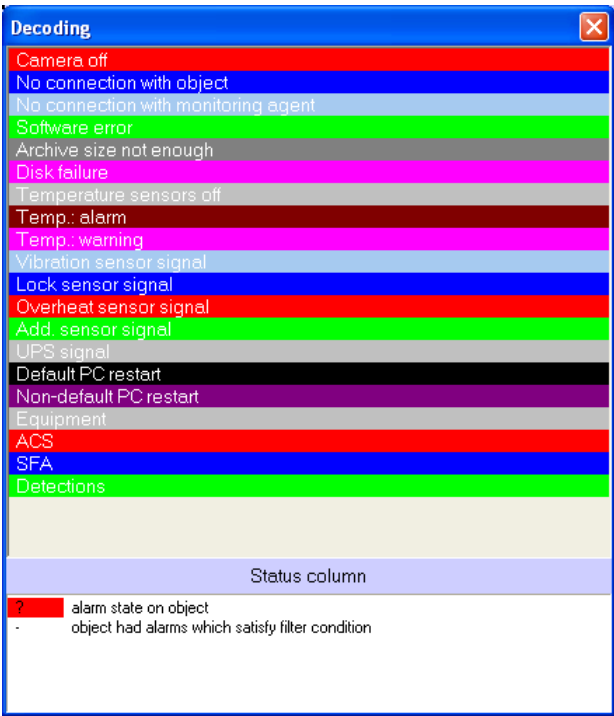 Decoding
Camera off
No connection with object
No connection with monitoring agent
Software error
Archive size not enough
Disk failure
Temperature sensors off
Temp.: alarm
Temp.: warning
Vibration sensor signal
Lock sensor signal
Overheat sensor signal
Add. sensor signal
UPS signal
Default PC restart
Non-default PC restart
Equipment
ACS
SFA
Detections
Status column
? alarm state on object
- object had alarms which satisfy filter condition